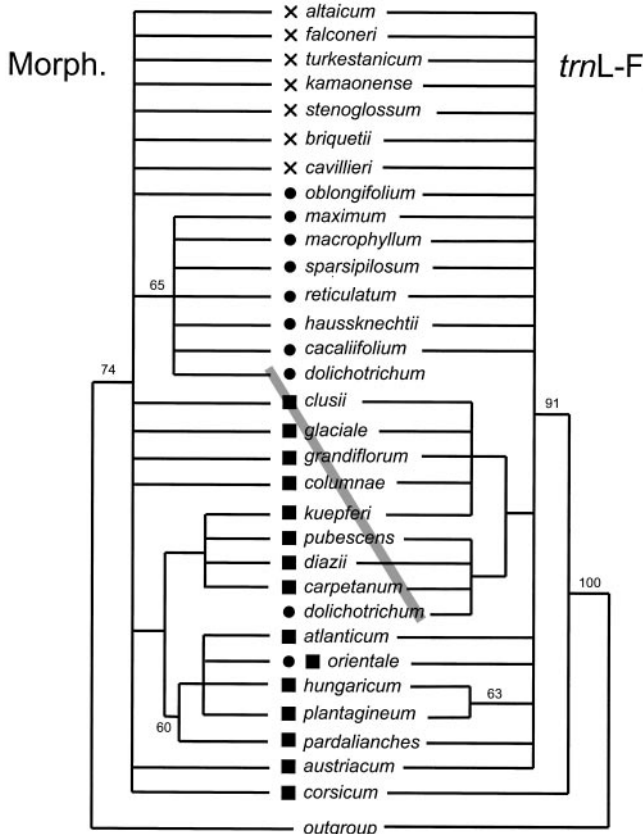 altaicum
falconeri
Morph.
trnL-F
turkestanicum
kamaonense
stenoglossum
briquetii
cavillieri
oblongifolium
maximum
macrophyllum
sparsipilosum
65
reticulatum
haussknechtii
cacaliifolium
74
dolichotrichum
clusii
91
glaciale
grandiflorum
columnae
kuepferi
pubescens
diazii
carpetanum
100
dolichotrichum
atlanticum
orientale
hungaricum
63
plantagineum
60
pardalianches
austriacum
corsicum
outgroup